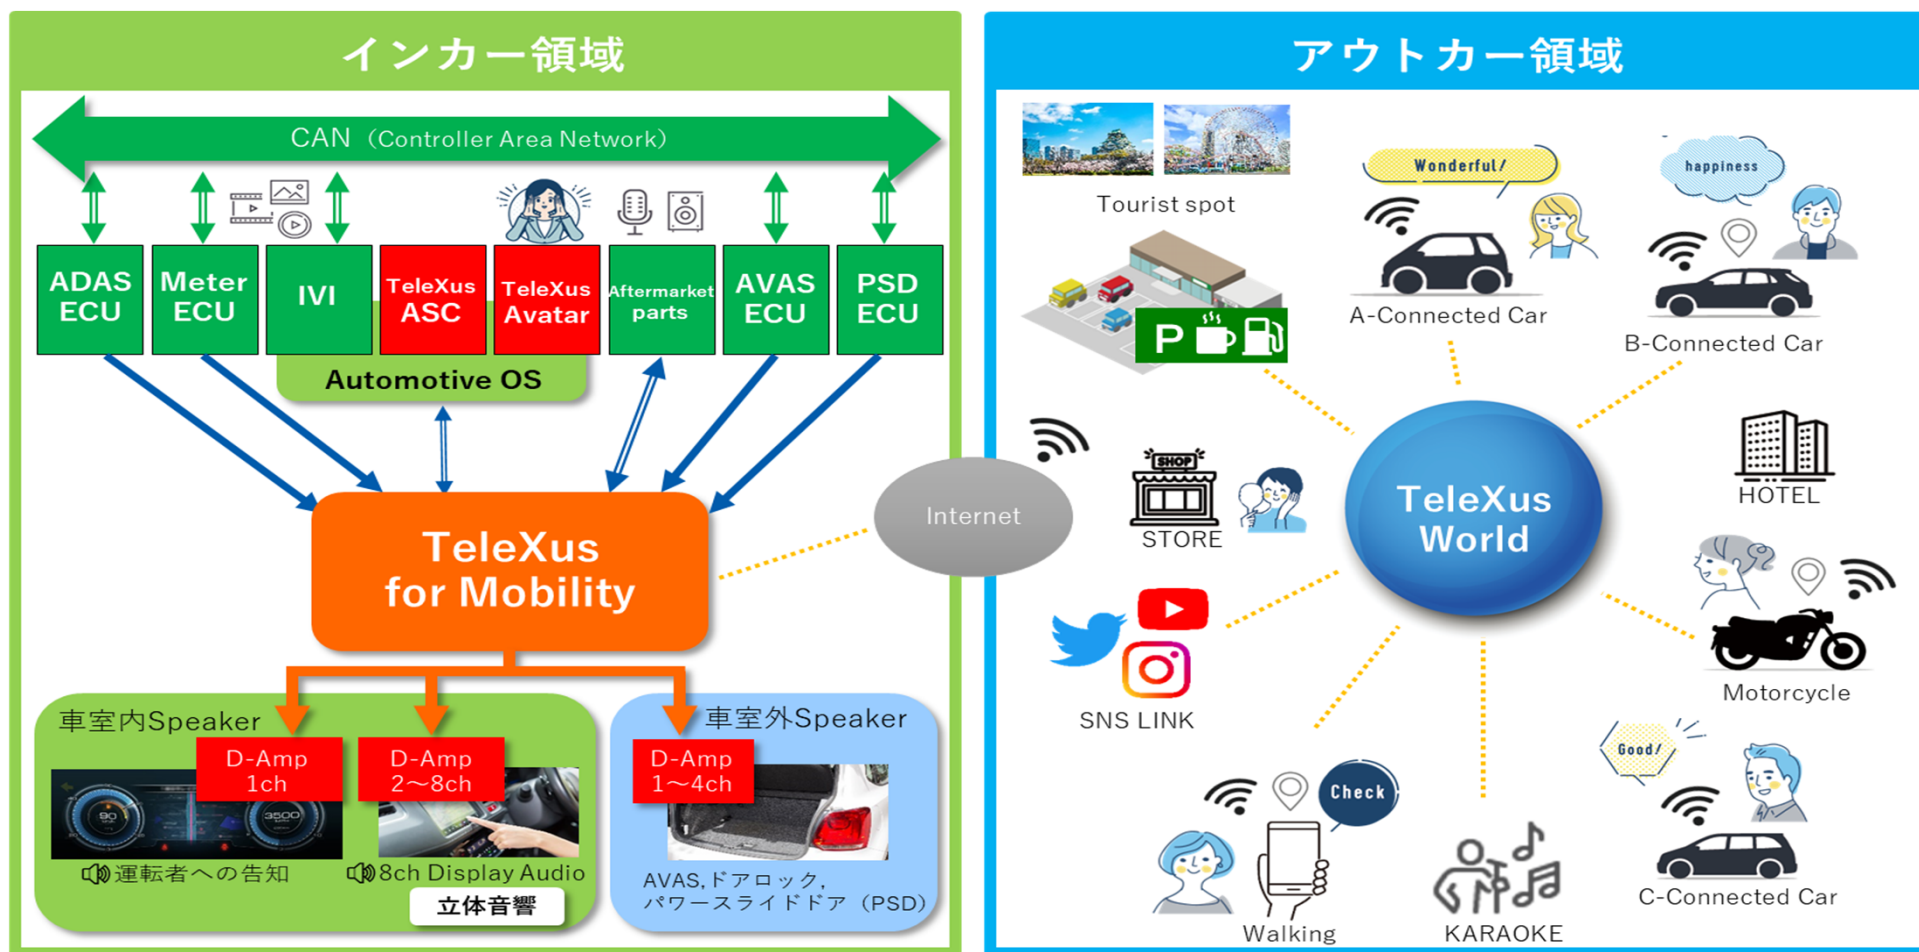 インカー領域
CAN（Controller Area Network）
ADAS
ECU
Meter
ECU
IVI
TeleXus
ASC
TeleXus
Avatar
Aftermarket
parts
AVAS
ECU
PSD
ECU
Automotive OS
TeleXus
for Mobility
Internet
車室内Speaker
D-Amp
1ch
D-Amp
2〜8ch
90
3500
運転者への告知
8ch Display Audio
立体音響
車室外Speaker
D-Amp
1〜4ch
AVAS,ドアロック,
パワースライドドア（PSD）
アウトカー領域
Tourist spot
P
Wonderful!
A-Connected Car
happiness
B-Connected Car
SHOP
STORE
TeleXus
World
HOTEL
SNS LINK
Motorcycle
Check
Walking
KARAOKE
Good!
C-Connected Car